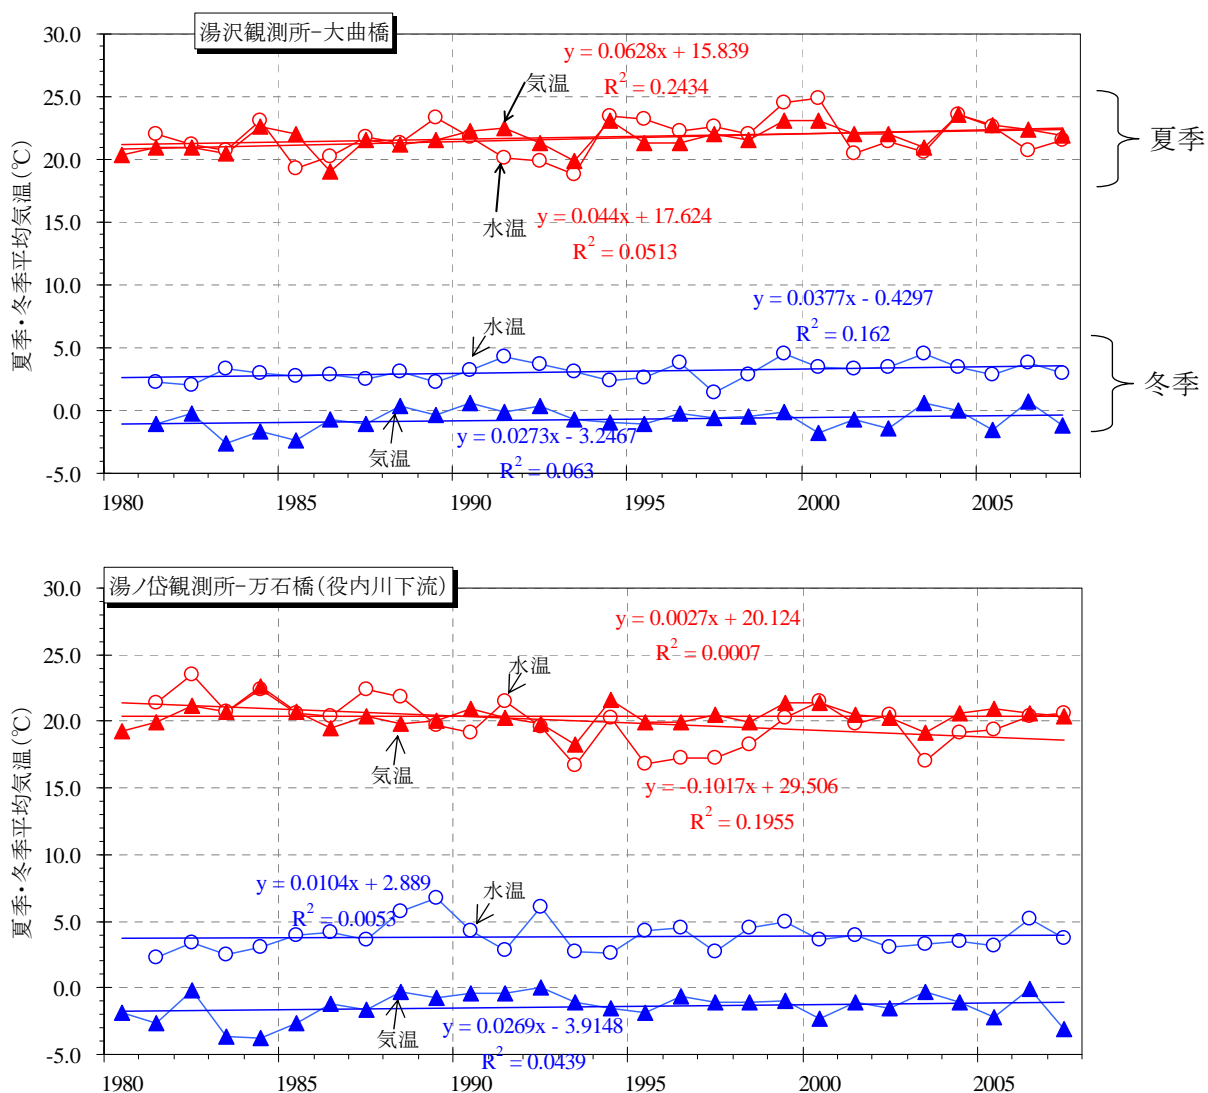 湯沢観測所-大曲橋
夏季・冬季平均気温(℃)
30.0
25.0
20.0
15.0
10.0
5.0
0.0
-5.0
y = 0.0628x + 15.839
R2 = 0.2434
気温
夏季
水温
y = 0.044x + 17.624
R2 = 0.0513
y = 0.0377x - 0.4297
R2 = 0.162
水温
冬季
気温
y = 0.0273x - 3.2467
R2 = 0.063
1980
1985
1990
1995
2000
2005
湯ノ岱観測所-万石橋(役内川下流)
夏季・冬季平均気温(℃)
30.0
25.0
20.0
15.0
10.0
5.0
0.0
-5.0
y = 0.0027x + 20.124
R2 = 0.0007
水温
気温
y = -0.1017x + 29.506
R2 = 0.1955
y = 0.0104x + 2.889
R2 = 0.0053
水温
気温
y = 0.0269x - 3.9148
R2 = 0.0439
1980
1985
1990
1995
2000
2005